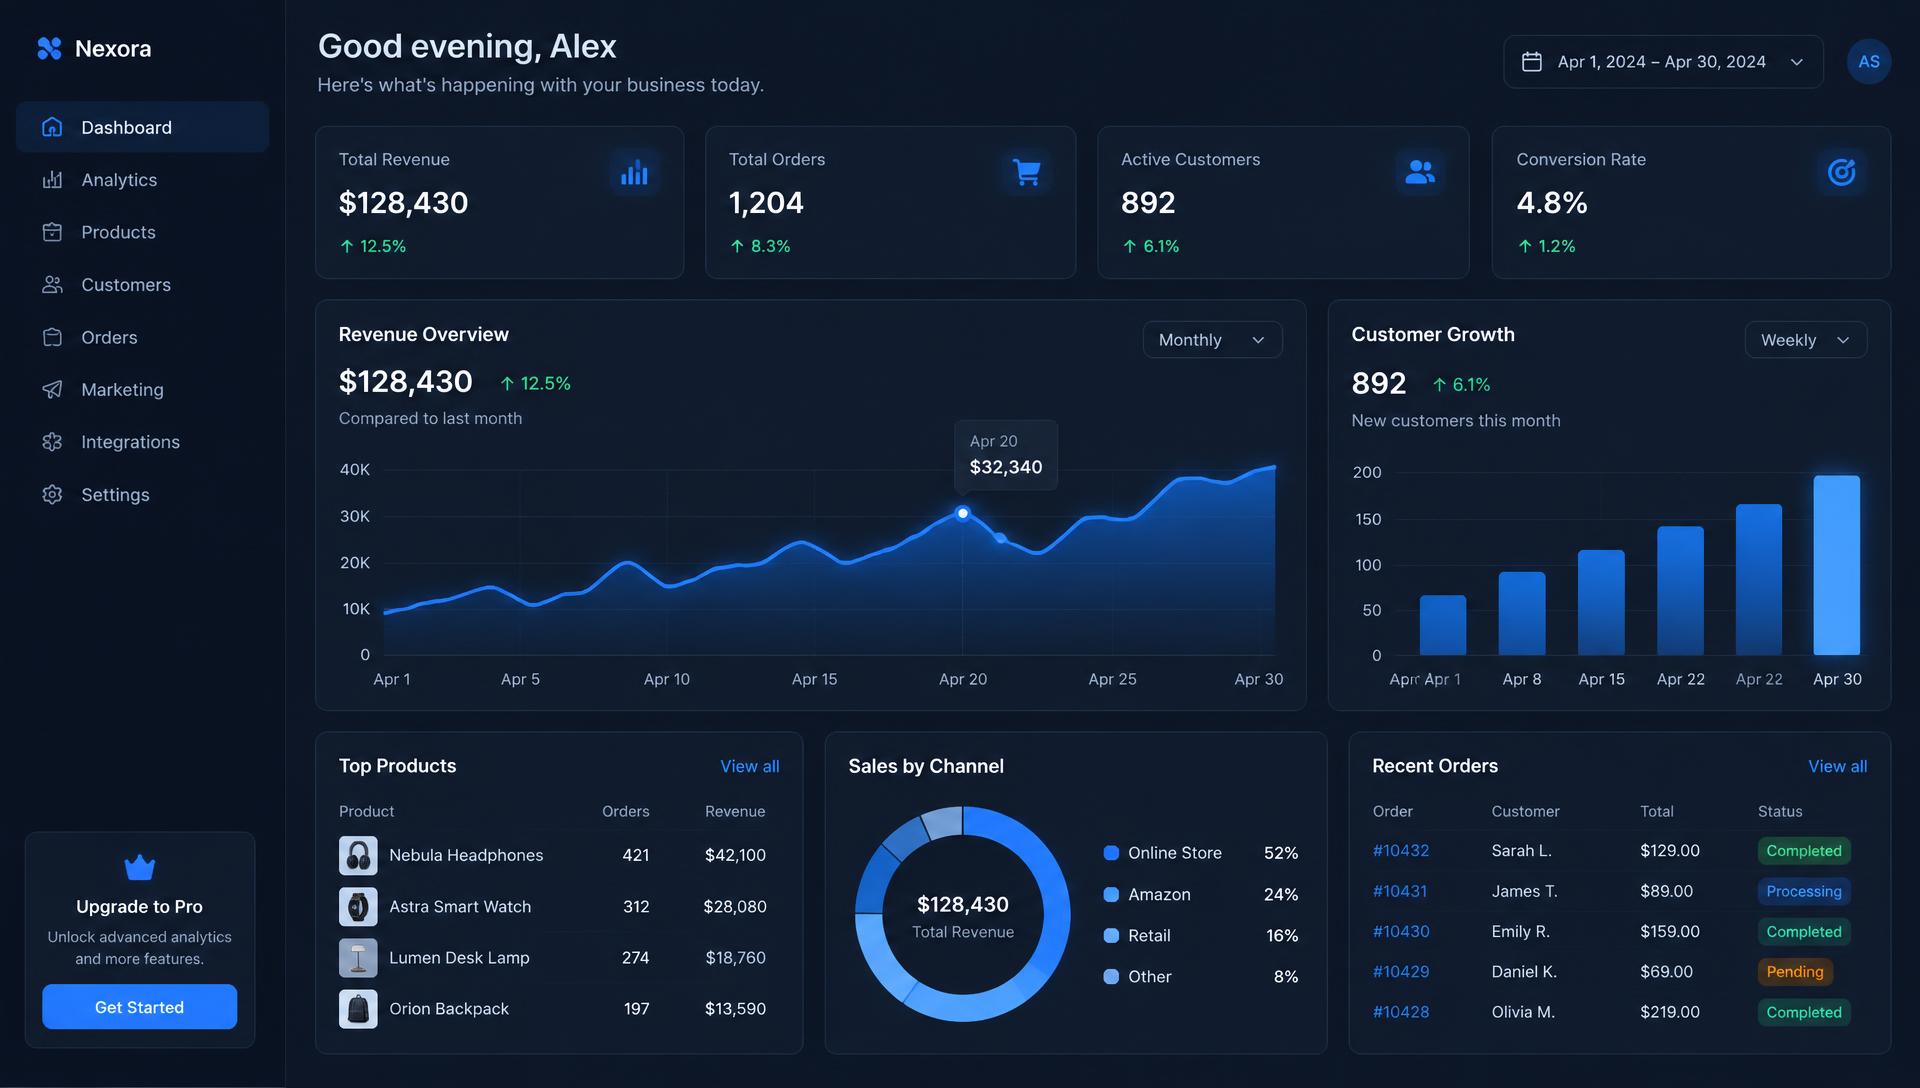 Nexora
Dashboard
Analytics
Products
Customers
Orders
Marketing
Integrations
Settings
Upgrade to Pro
Unlock advanced analytics
and more features.
Get Started
Good evening, Alex
Here's what's happening with your business today.
Apr 1, 2024 – Apr 30, 2024
AS
Total Revenue
$128,430
↑ 12.5%
Total Orders
1,204
↑ 8.3%
Active Customers
892
↑ 6.1%
Conversion Rate
4.8%
↑ 1.2%
Revenue Overview
Monthly
$128,430 ↑ 12.5%
Compared to last month
Apr 20
$32,340
40K
30K
20K
10K
0
Apr 1 Apr 5 Apr 10 Apr 15 Apr 20 Apr 25 Apr 30
Customer Growth
Weekly
892 ↑ 6.1%
New customers this month
200
150
100
50
0
Apr Apr 1 Apr 8 Apr 15 Apr 22 Apr 22 Apr 30
Top Products View all
Product Orders Revenue
Nebula Headphones 421 $42,100
Astra Smart Watch 312 $28,080
Lumen Desk Lamp 274 $18,760
Orion Backpack 197 $13,590
Sales by Channel
$128,430
Total Revenue
Online Store 52%
Amazon 24%
Retail 16%
Other 8%
Recent Orders View all
Order Customer Total Status
#10432 Sarah L. $129.00 Completed
#10431 James T. $89.00 Processing
#10430 Emily R. $159.00 Completed
#10429 Daniel K. $69.00 Pending
#10428 Olivia M. $219.00 Completed